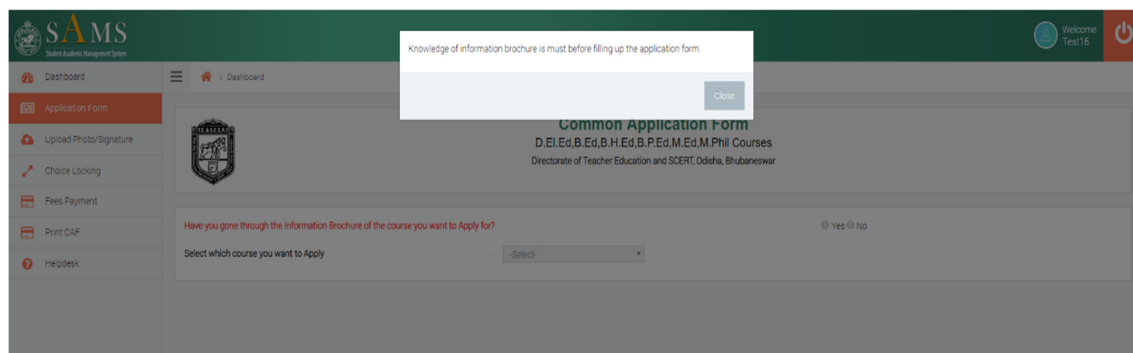 SAMS
Student Academic Management System
Welcome
Test16
Knowledge of information brochure is must before filling up the application form.
Close
Dashboard
> Dashboard
Application Form
Upload Photo/Signature
Choice Locking
Fees Payment
Print CAF
Helpdesk
TE & SCERT
Common Application Form
D.El.Ed,B.Ed,B.H.Ed,B.P.Ed,M.Ed,M.Phil Courses
Directorate of Teacher Education and SCERT, Odisha, Bhubaneswar
Have you gone through the Information Brochure of the course you want to Apply for?
Yes No
Select which course you want to Apply : -Select-